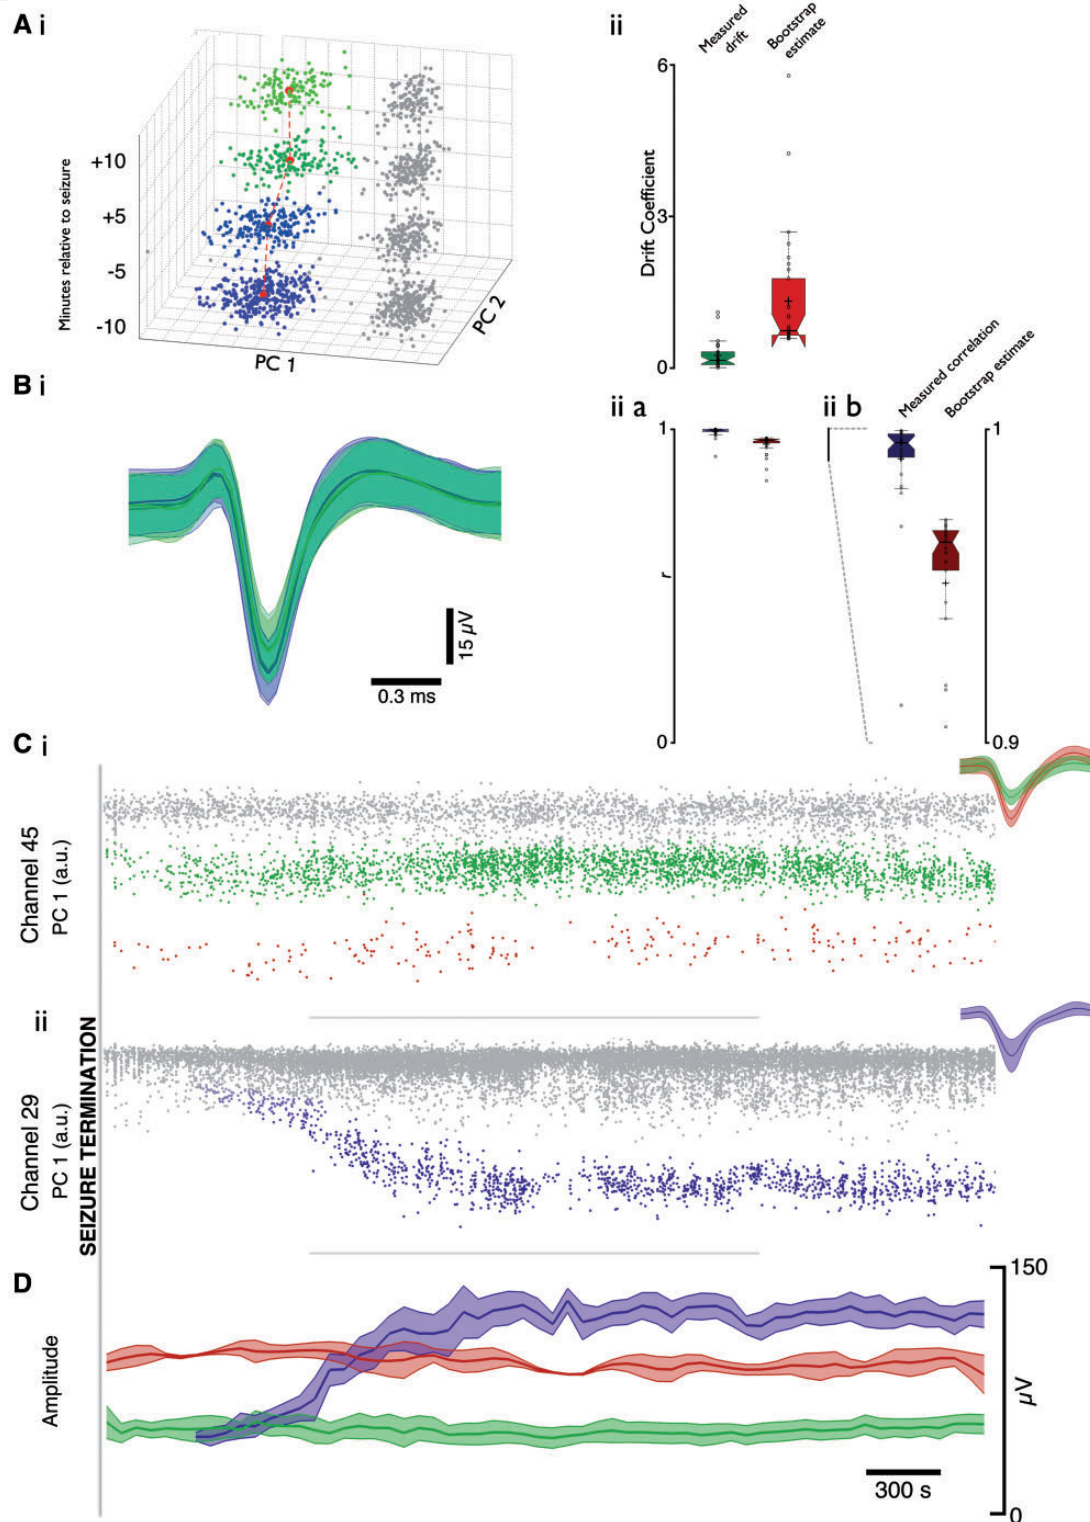 A i
Minutes relative to seizure
+10
+5
-5
-10
PC 1
PC 2
ii
Measured
drift
Bootstrap
estimate
Drift Coefficient
6
3
0
B i
15 µV
0.3 ms
ii a
1
r
0
ii b
Measured correlation
Bootstrap estimate
1
0.9
C i
Channel 45
PC 1 (a.u.)
ii
Channel 29
PC 1 (a.u.)
SEIZURE TERMINATION
D
Amplitude
150
µV
0
300 s